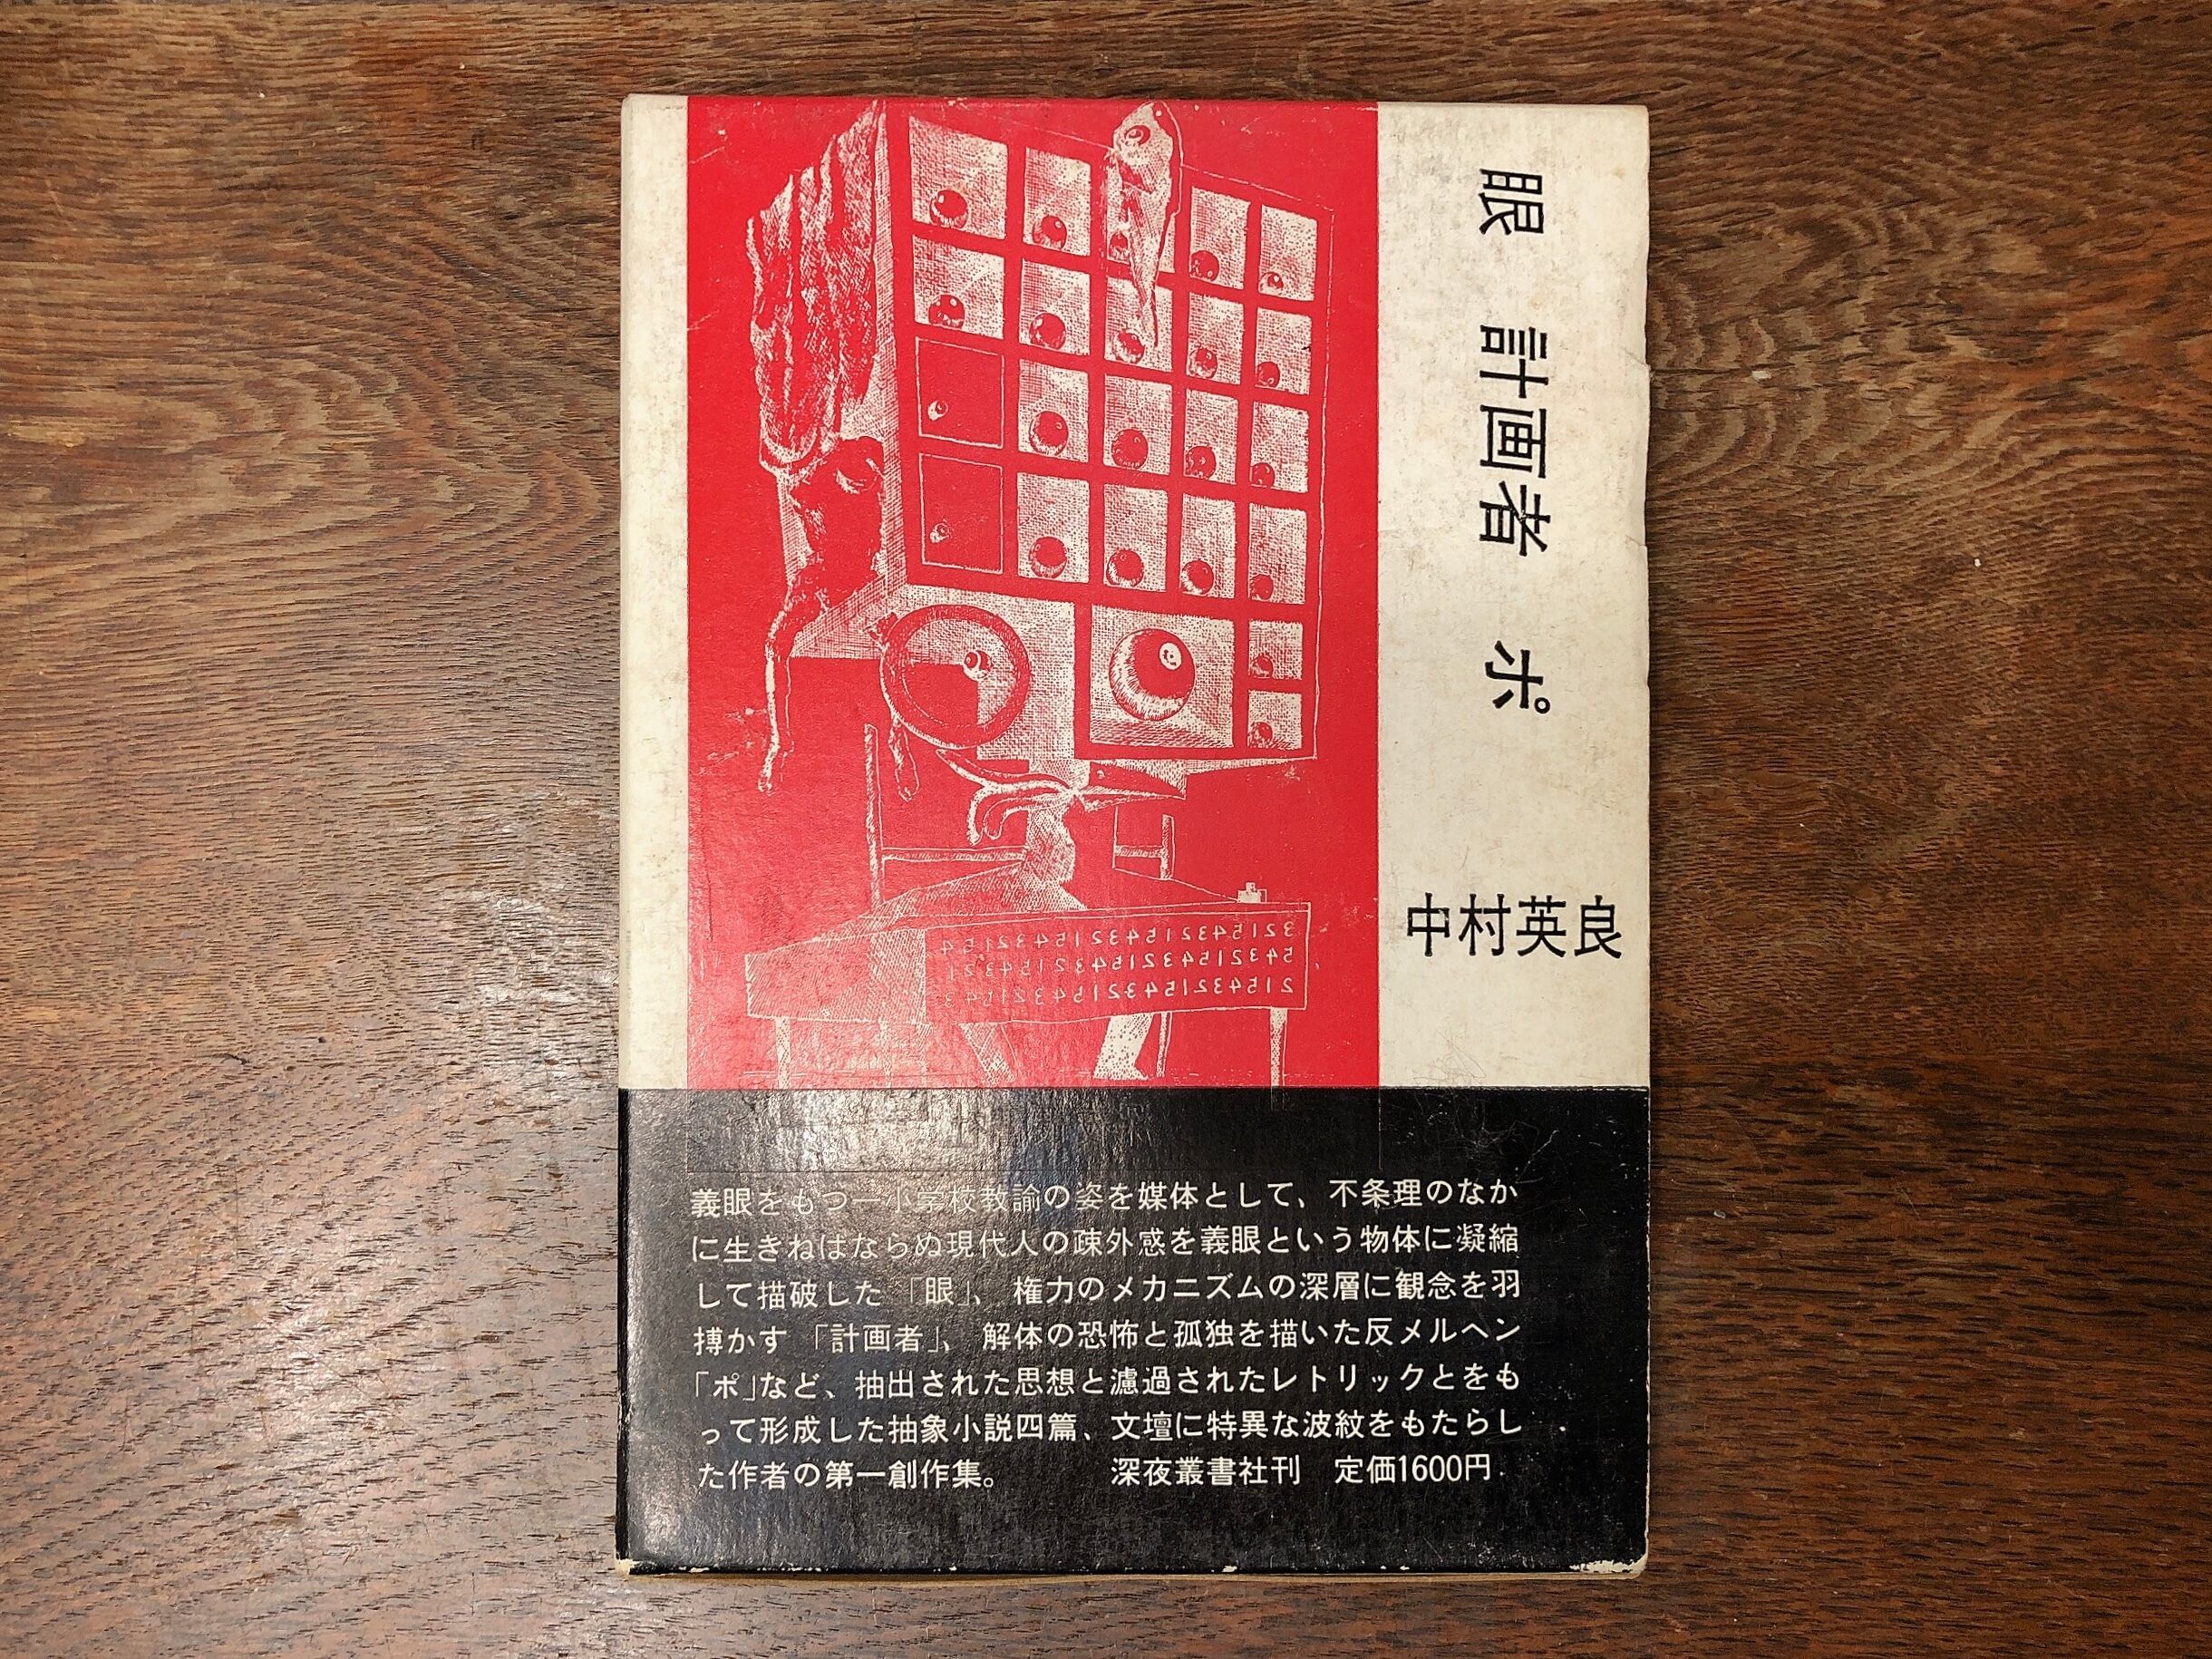 眼 計画者 ポ
中村英良
3215432154321543215432154
5432154321543215432154321
2154321543215432154321543
義眼をもつ一小学校教諭の姿を媒体として、不条理のなか
に生きねばならぬ現代人の疎外感を義眼という物体に凝縮
して描破した「眼」、権力のメカニズムの深層に観念を羽
搏かす「計画者」、解体の恐怖と孤独を描いた反メルヘン
「ポ」など、抽出された思想と濾過されたレトリックとをも
って形成した抽象小説四篇、文壇に特異な波紋をもたらし
た作者の第一創作集。 深夜叢書社刊 定価1600円